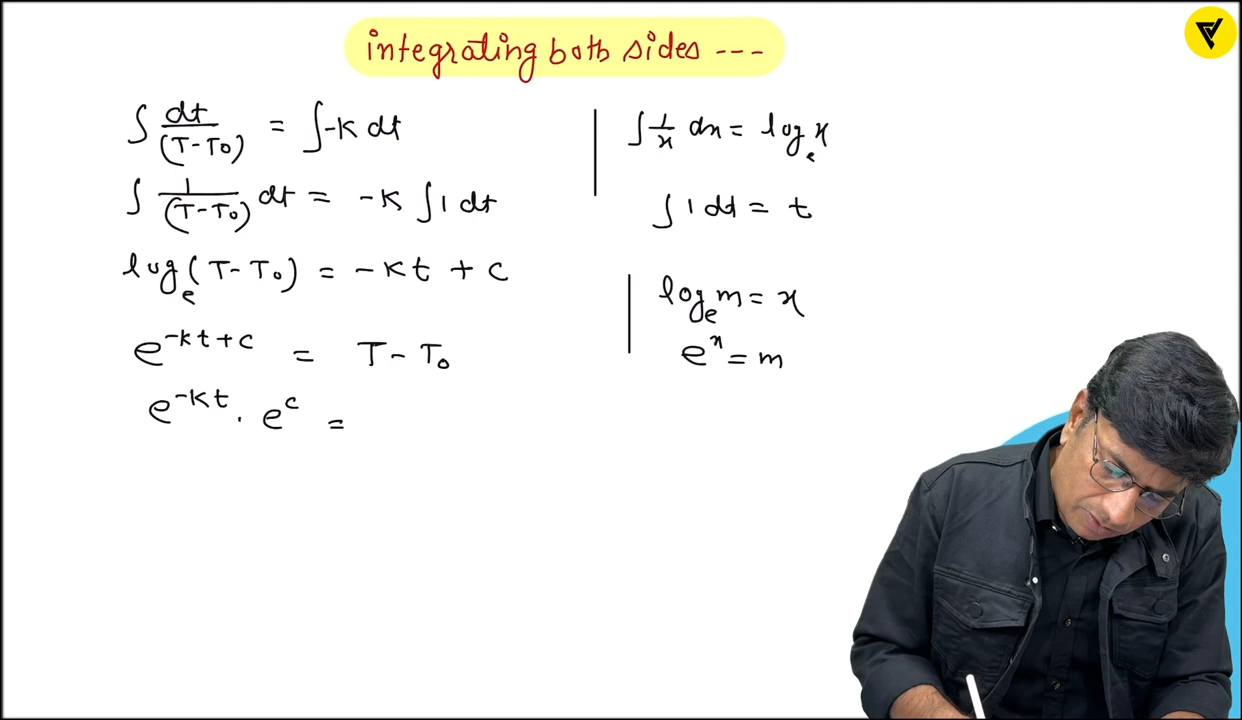 integrating both sides ---
∫ dt/(T-T₀) = ∫-K dt
∫ 1/(T-T₀) dt = -K ∫ 1 dt
logₑ(T-T₀) = -Kt + C
e^(-kt+c) = T-T₀
e^(-Kt) . e^c =
∫ 1/x dx = logₑx
∫ 1 dt = t
logₑm = x
e^x = m